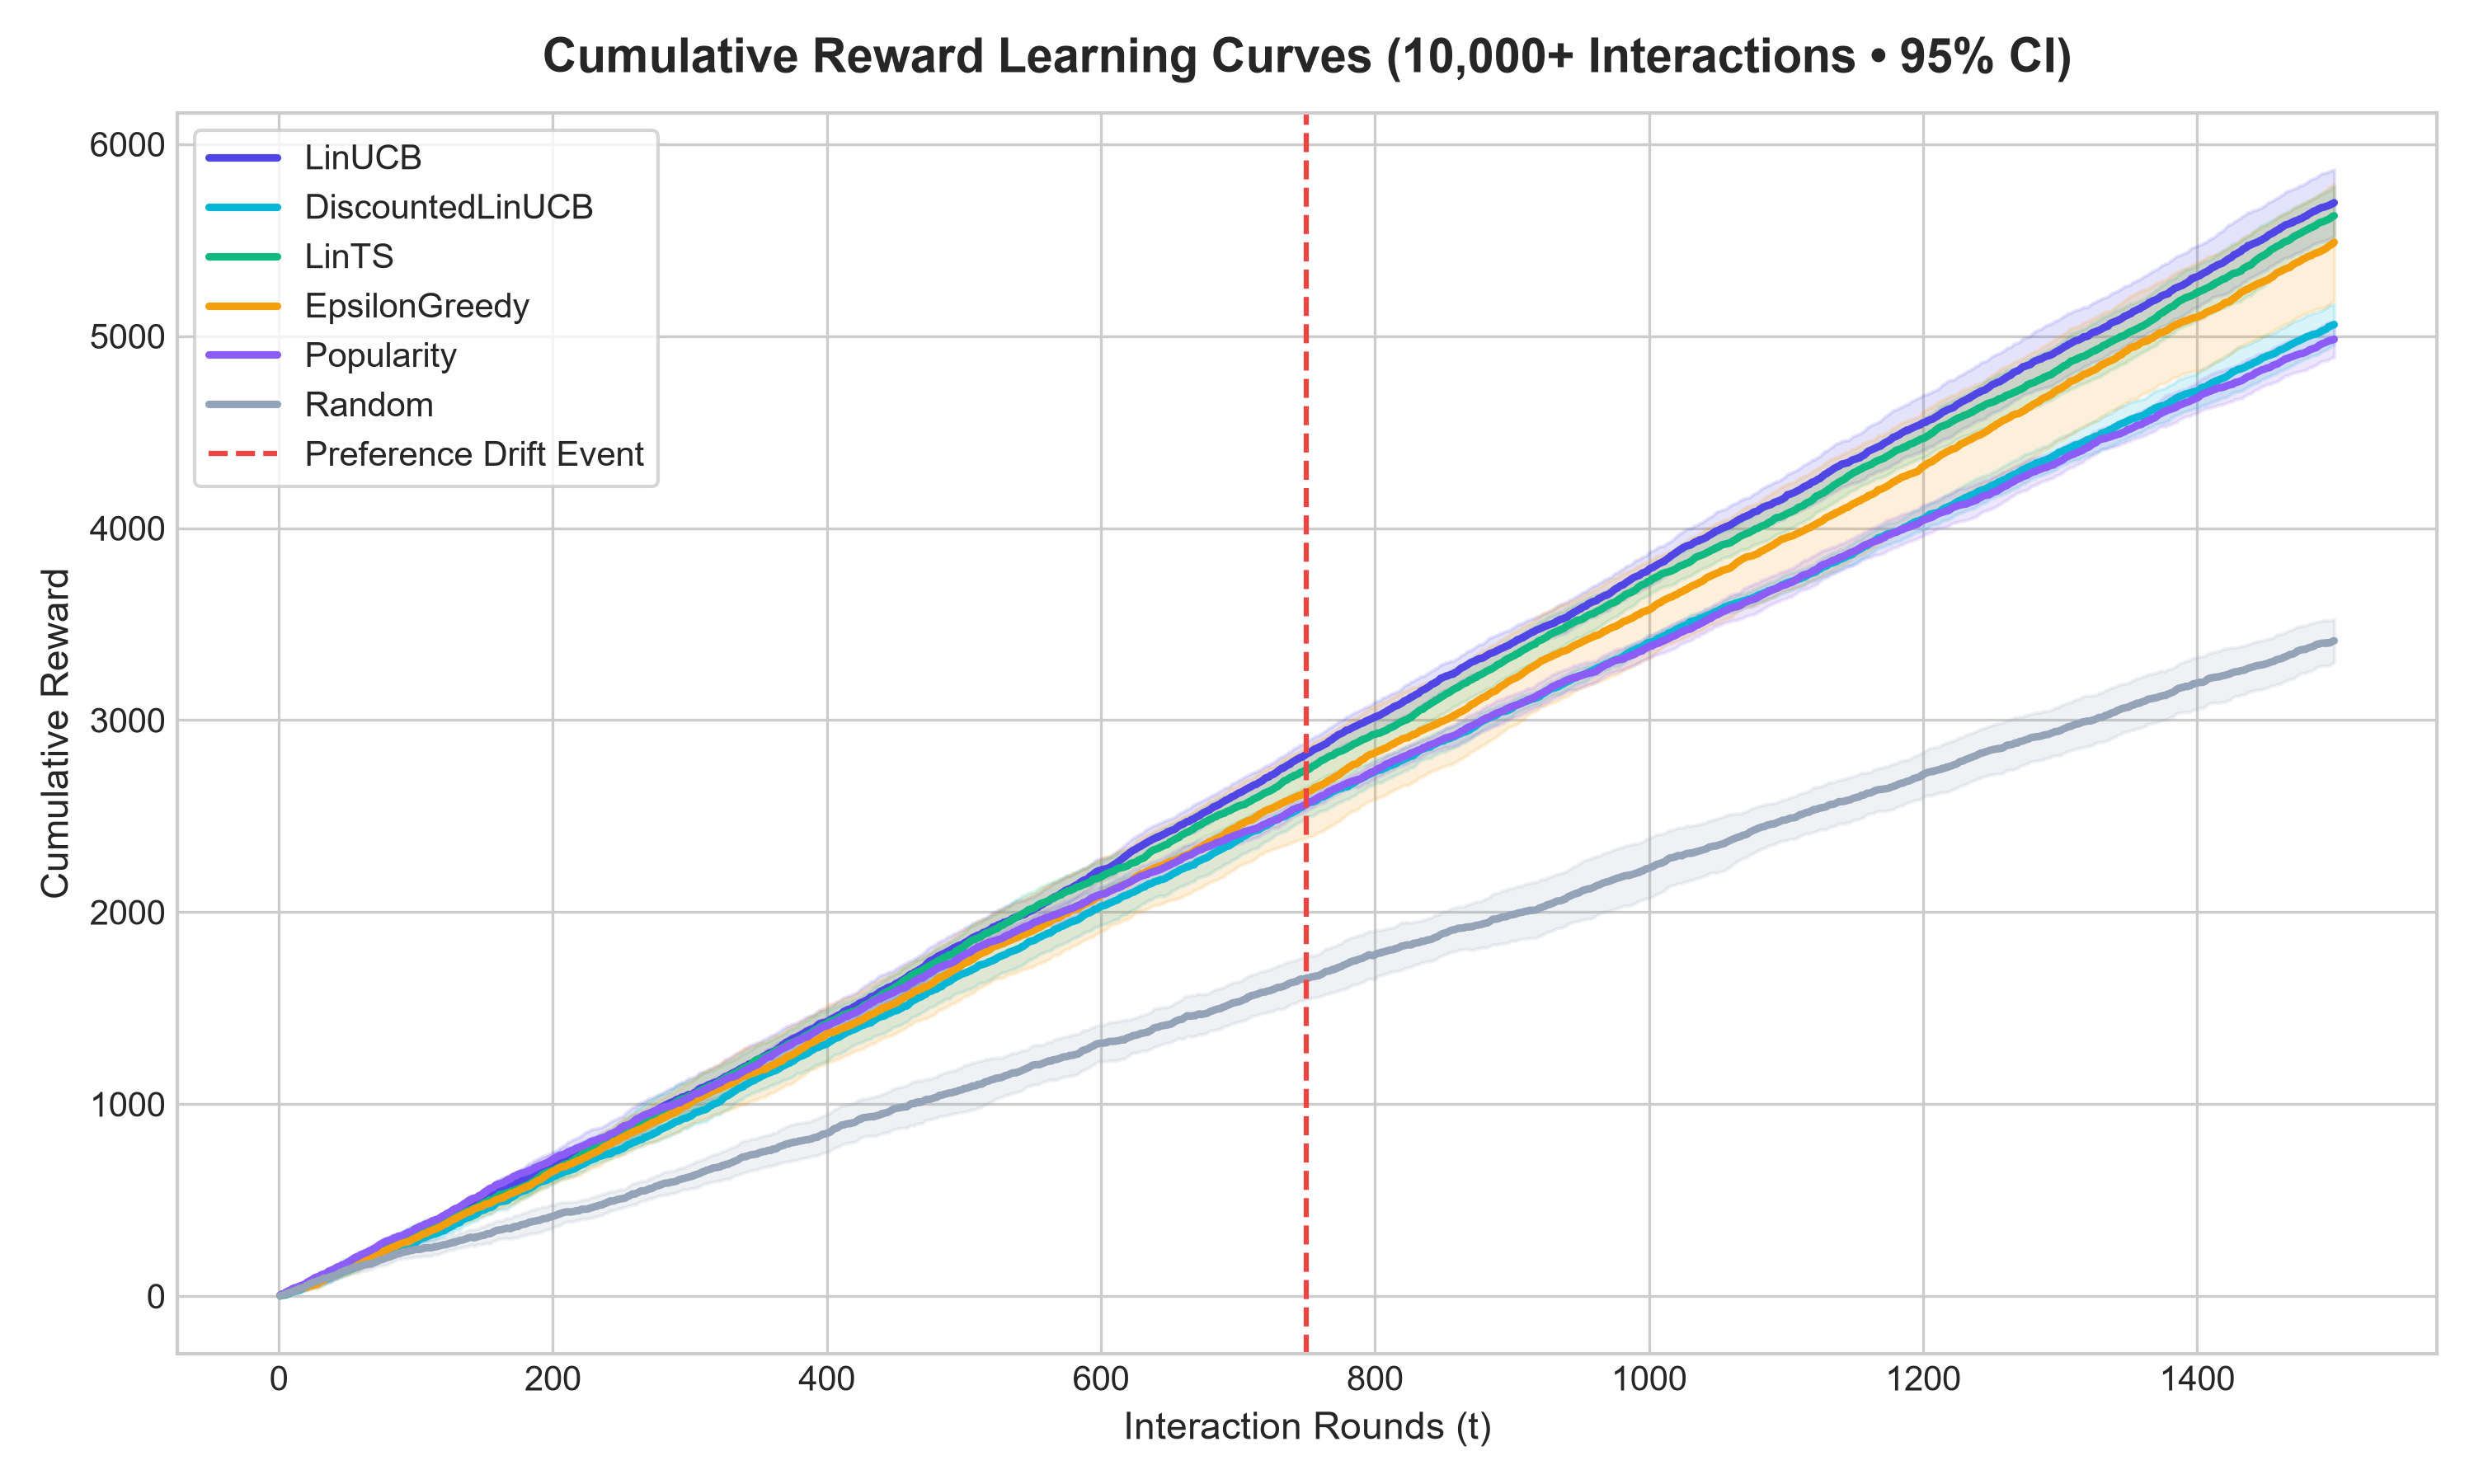 Cumulative Reward Learning Curves (10,000+ Interactions • 95% CI)
LinUCB
DiscountedLinUCB
LinTS
EpsilonGreedy
Popularity
Random
Preference Drift Event
Cumulative Reward
6000
5000
4000
3000
2000
1000
0
0 200 400 600 800 1000 1200 1400
Interaction Rounds (t)